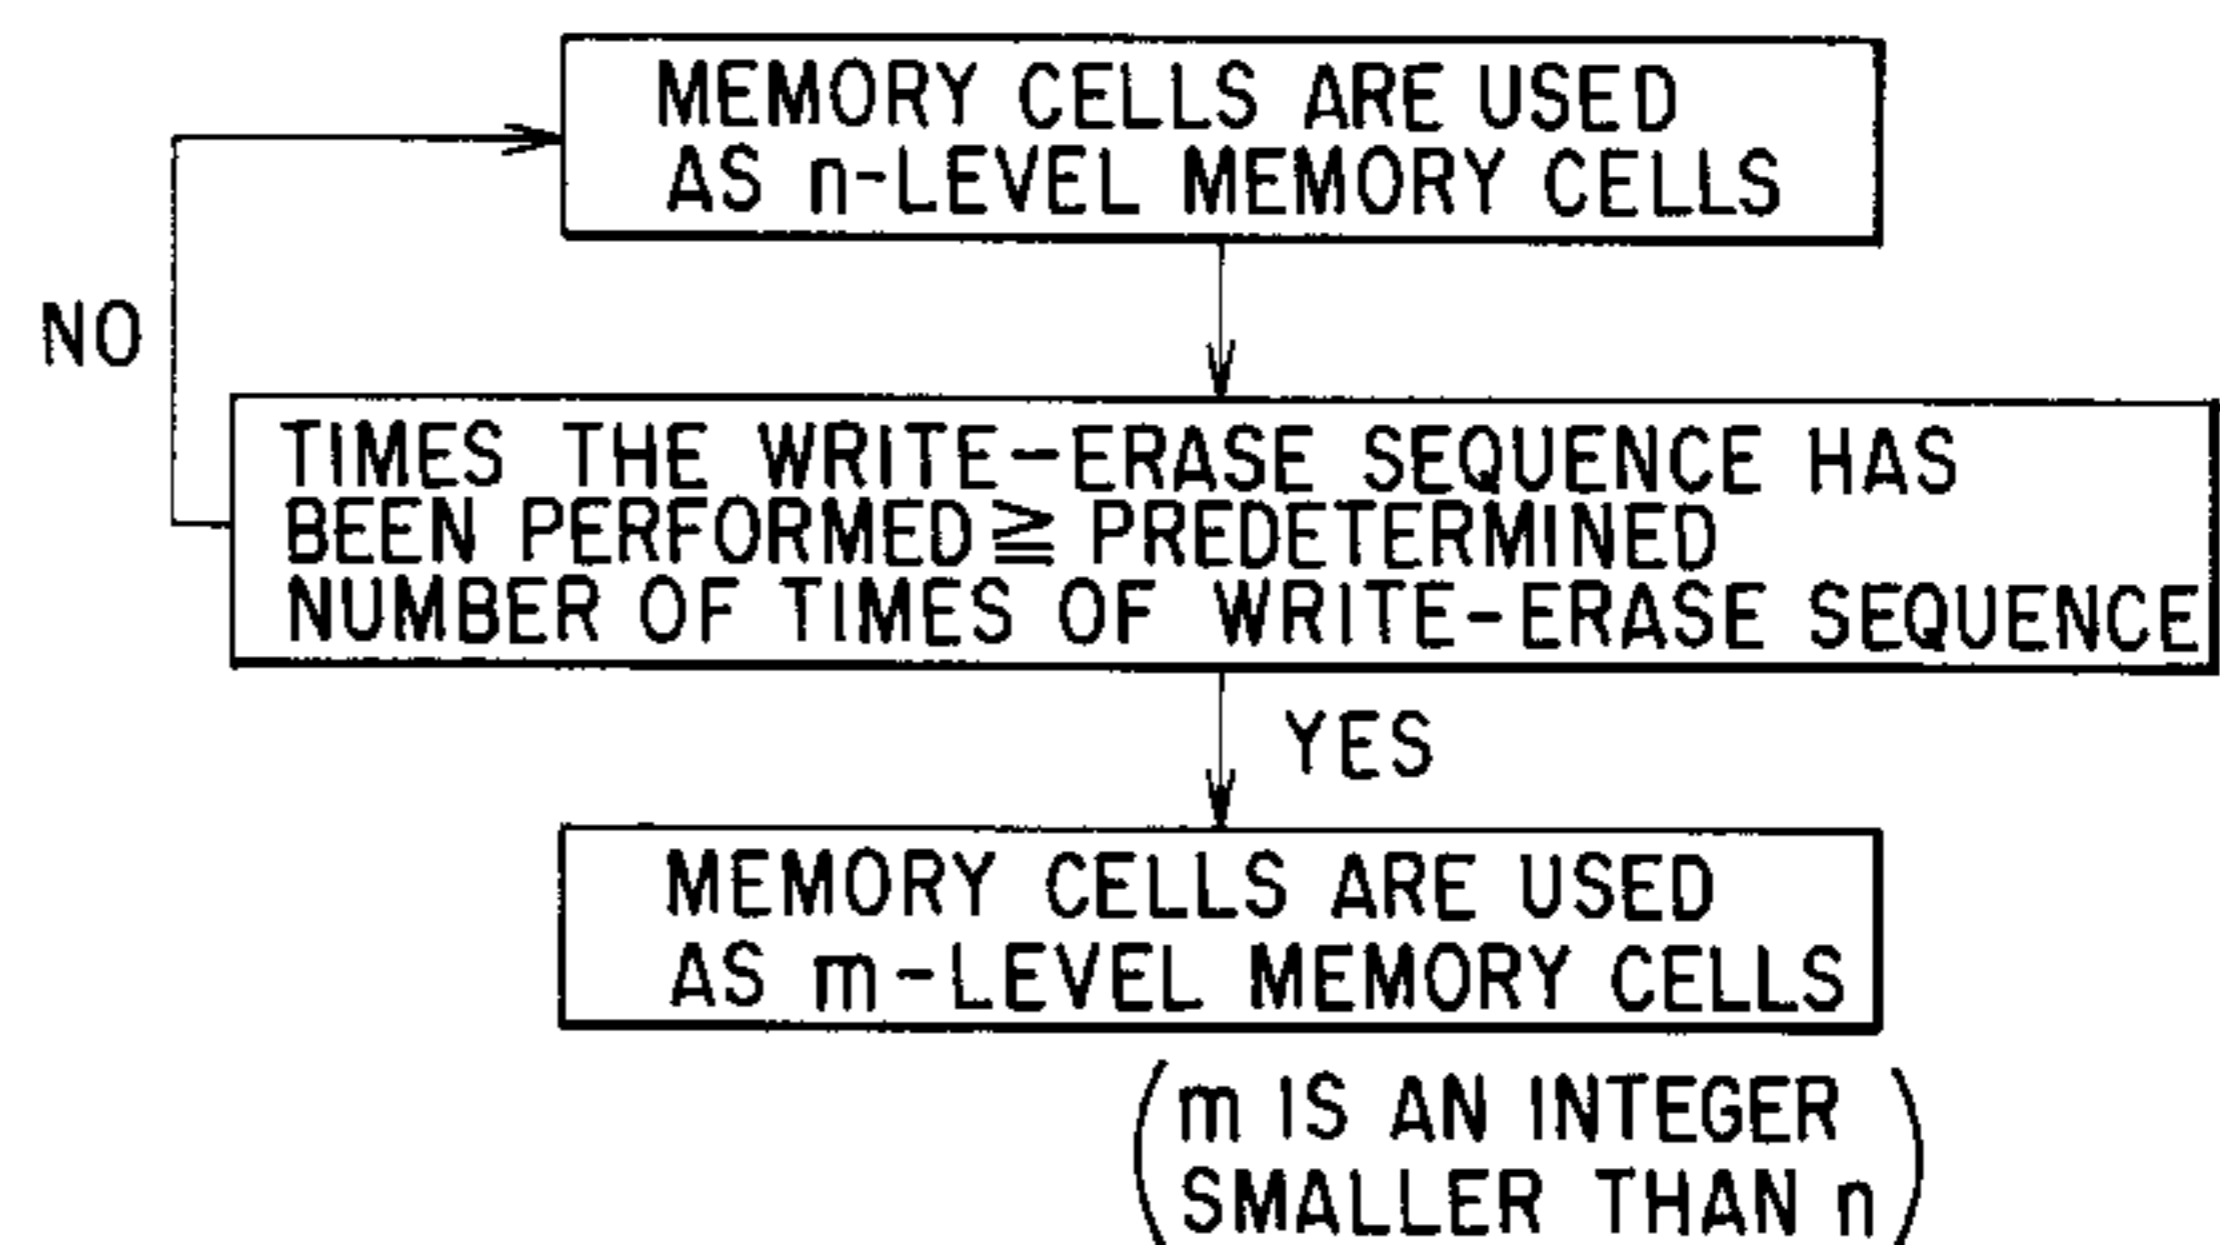 MEMORY CELLS ARE USED
AS n-LEVEL MEMORY CELLS
NO
TIMES THE WRITE-ERASE SEQUENCE HAS
BEEN PERFORMED ≧ PREDETERMINED
NUMBER OF TIMES OF WRITE-ERASE SEQUENCE
YES
MEMORY CELLS ARE USED
AS m-LEVEL MEMORY CELLS
(m IS AN INTEGER
SMALLER THAN n)